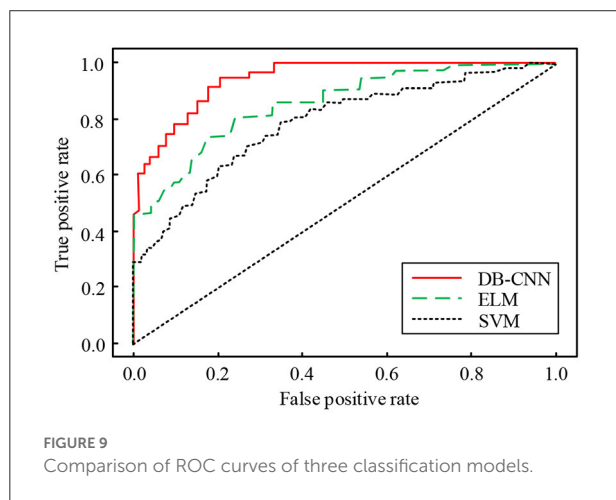 1.0
0.8
0.6
0.4
0.2
0.0
True positive rate
DB-CNN
ELM
SVM
0.0 0.2 0.4 0.6 0.8 1.0
False positive rate
FIGURE 9
Comparison of ROC curves of three classification models.